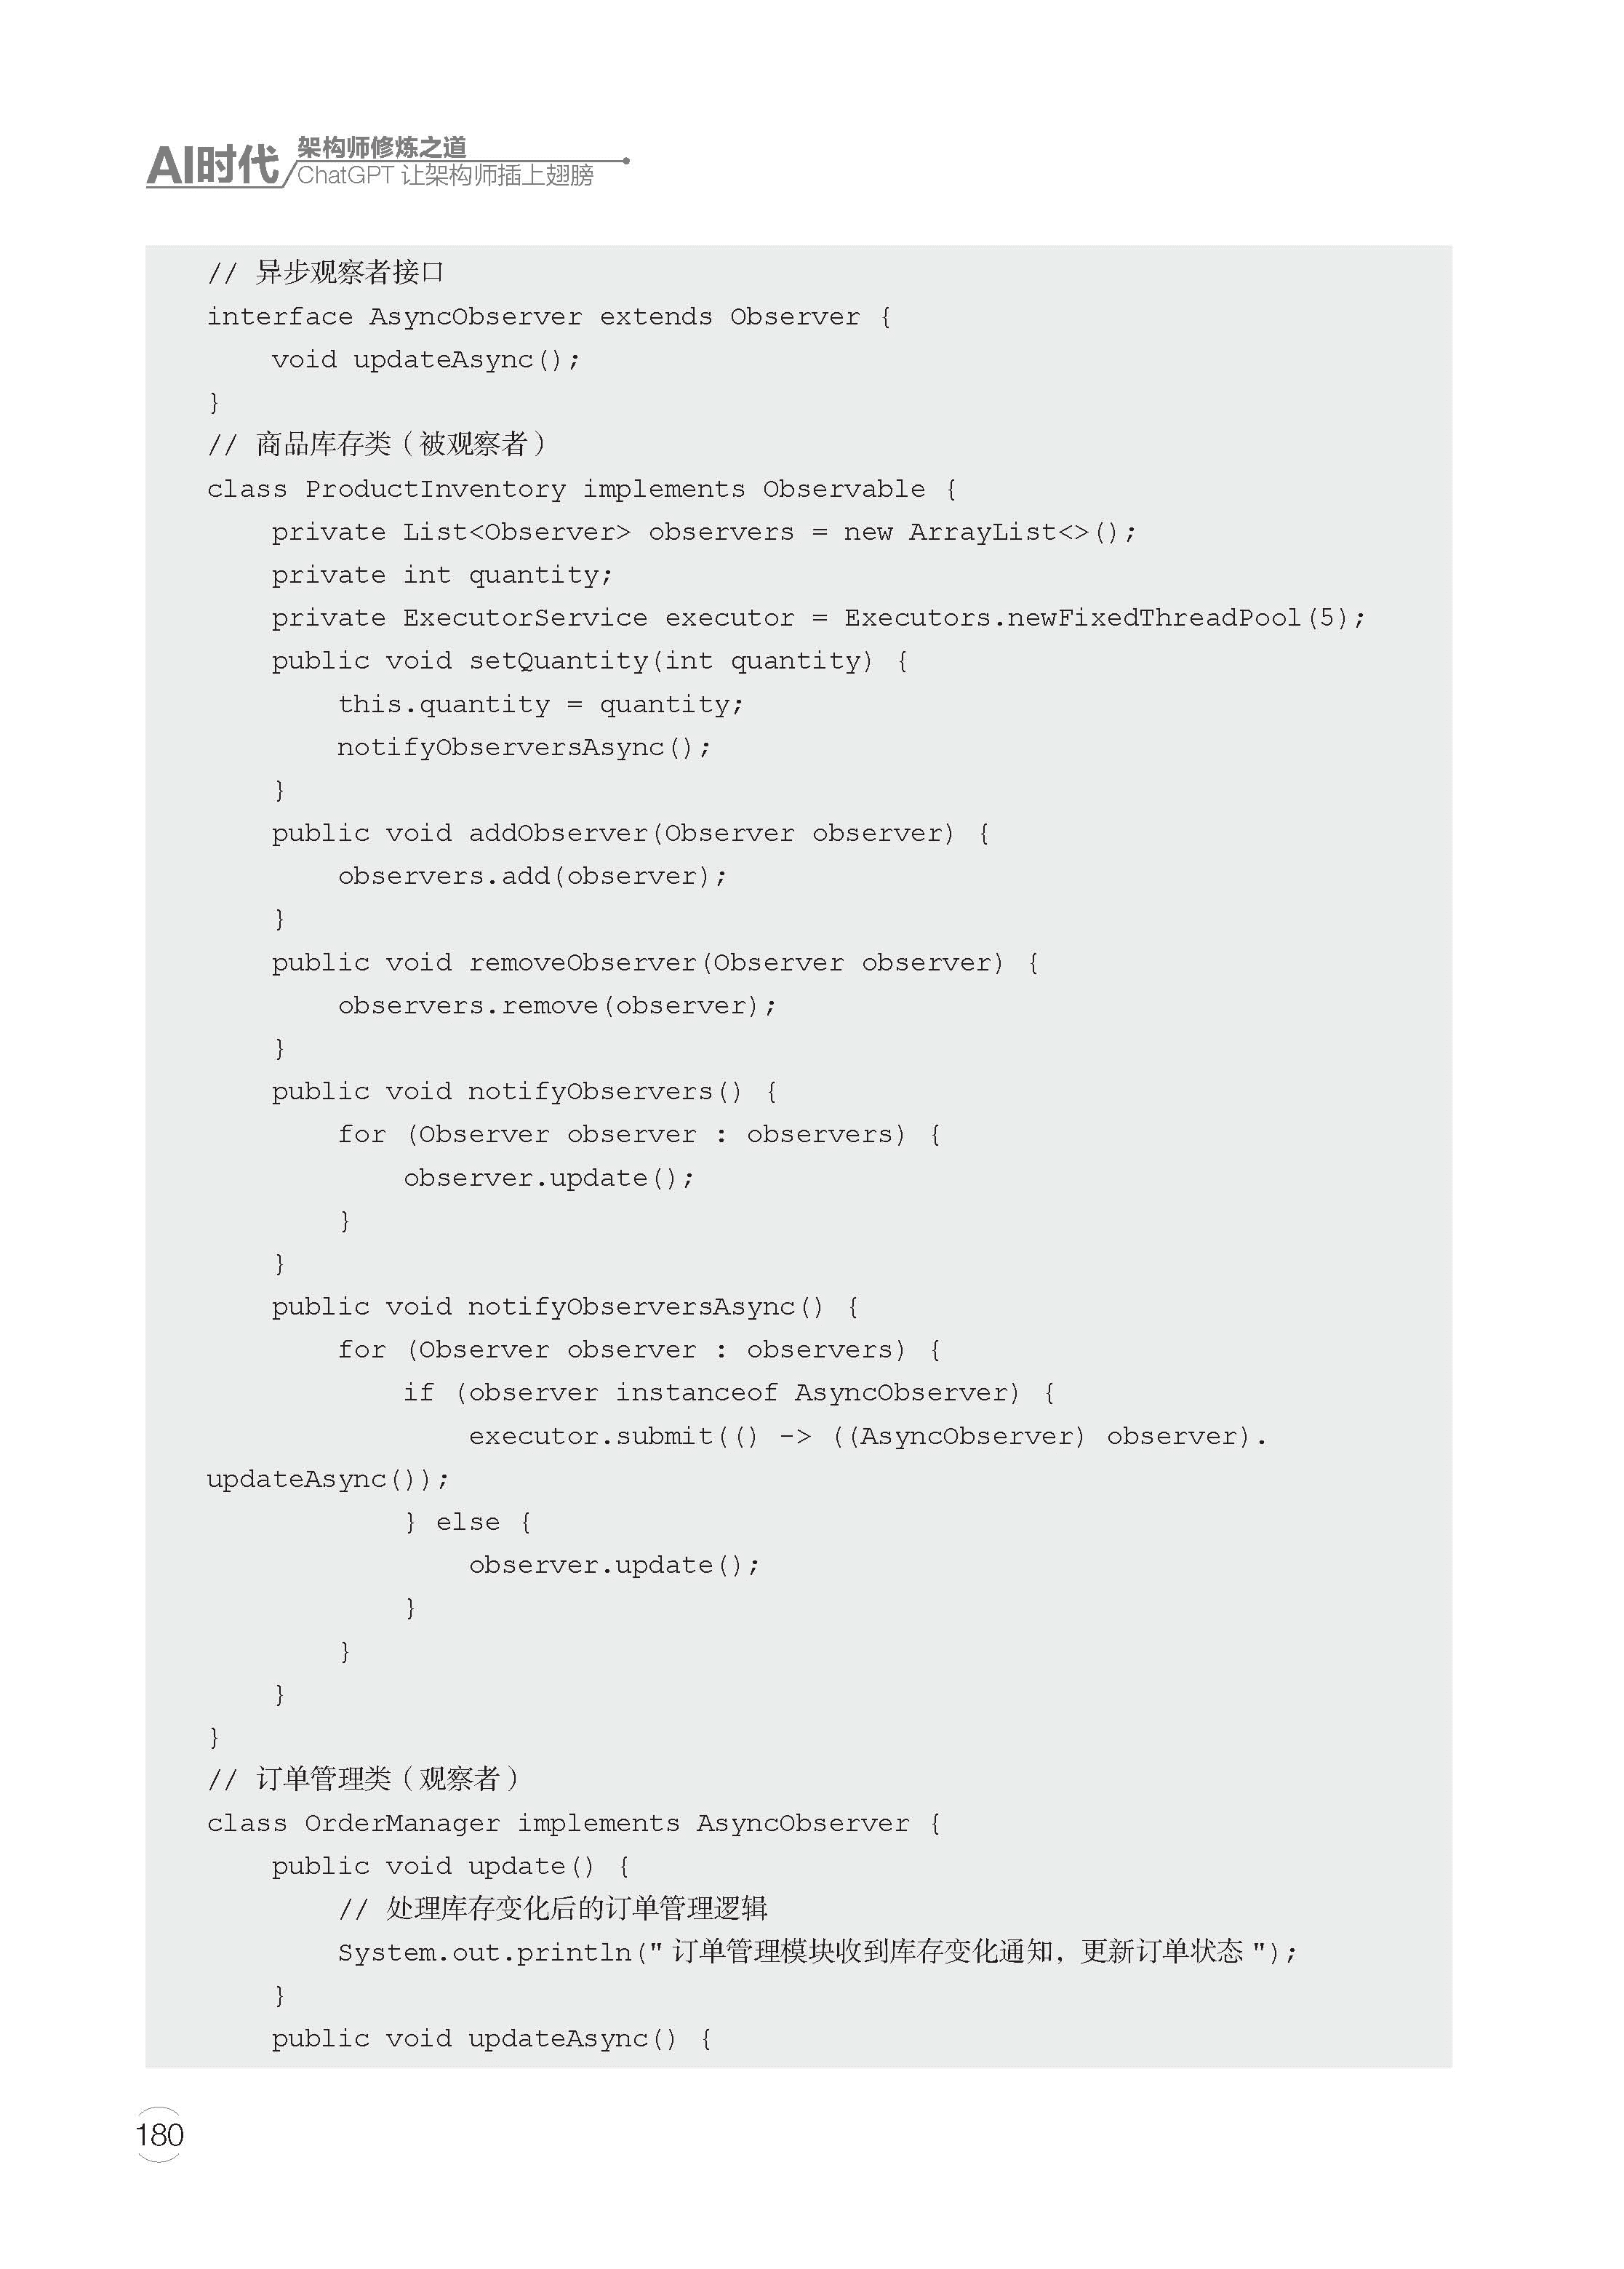 AI时代
架构师修炼之道
ChatGPT 让架构师插上翅膀
// 异步观察者接口
interface AsyncObserver extends Observer {
    void updateAsync();
}
// 商品库存类（被观察者）
class ProductInventory implements Observable {
    private List<Observer> observers = new ArrayList<>();
    private int quantity;
    private ExecutorService executor = Executors.newFixedThreadPool(5);
    public void setQuantity(int quantity) {
        this.quantity = quantity;
        notifyObserversAsync();
    }
    public void addObserver(Observer observer) {
        observers.add(observer);
    }
    public void removeObserver(Observer observer) {
        observers.remove(observer);
    }
    public void notifyObservers() {
        for (Observer observer : observers) {
            observer.update();
        }
    }
    public void notifyObserversAsync() {
        for (Observer observer : observers) {
            if (observer instanceof AsyncObserver) {
                executor.submit(() -> ((AsyncObserver) observer).
updateAsync());
            } else {
                observer.update();
            }
        }
    }
}
// 订单管理类（观察者）
class OrderManager implements AsyncObserver {
    public void update() {
        // 处理库存变化后的订单管理逻辑
        System.out.println(" 订单管理模块收到库存变化通知，更新订单状态 ");
    }
    public void updateAsync() {
180